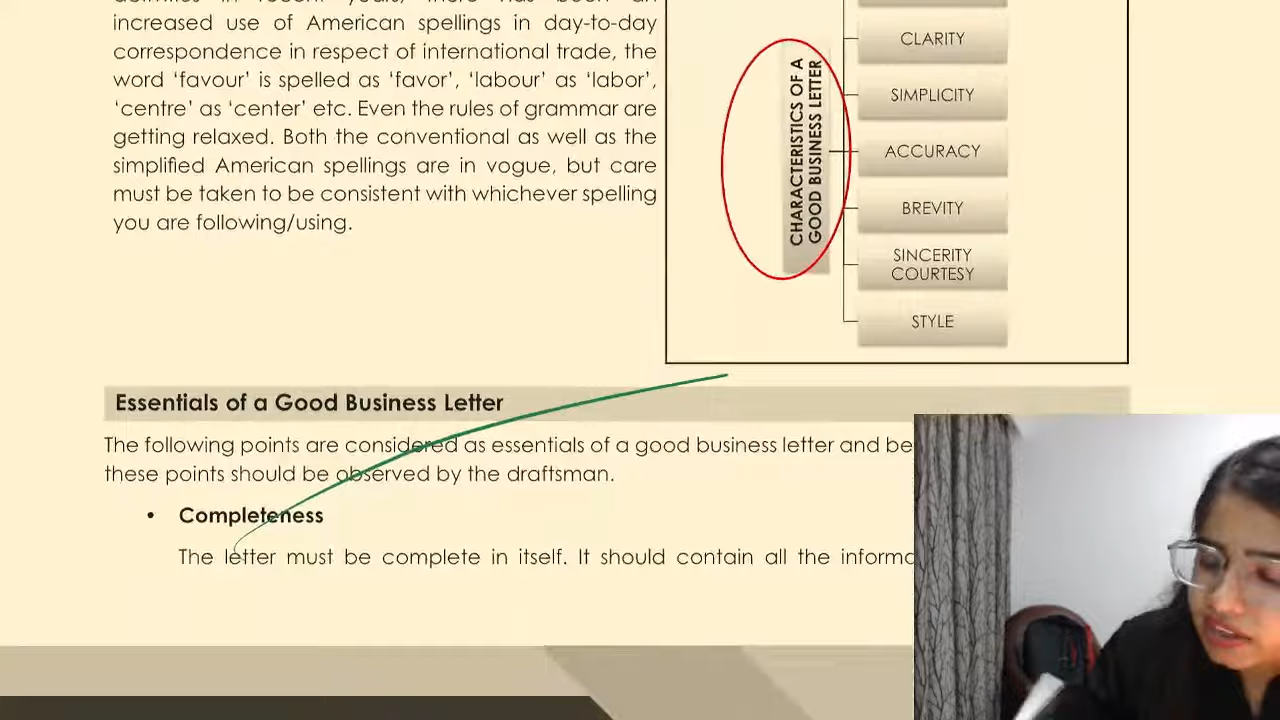 increased use of American spellings in day-to-day
correspondence in respect of international trade, the
word ‘favour’ is spelled as ‘favor’, ‘labour’ as ‘labor’,
‘centre’ as ‘center’ etc. Even the rules of grammar are
getting relaxed. Both the conventional as well as the
simplified American spellings are in vogue, but care
must be taken to be consistent with whichever spelling
you are following/using.
CHARACTERISTICS OF A
GOOD BUSINESS LETTER
CLARITY
SIMPLICITY
ACCURACY
BREVITY
SINCERITY
COURTESY
STYLE
Essentials of a Good Business Letter
The following points are considered as essentials of a good business letter and be
these points should be observed by the draftsman.
• Completeness
The letter must be complete in itself. It should contain all the informa